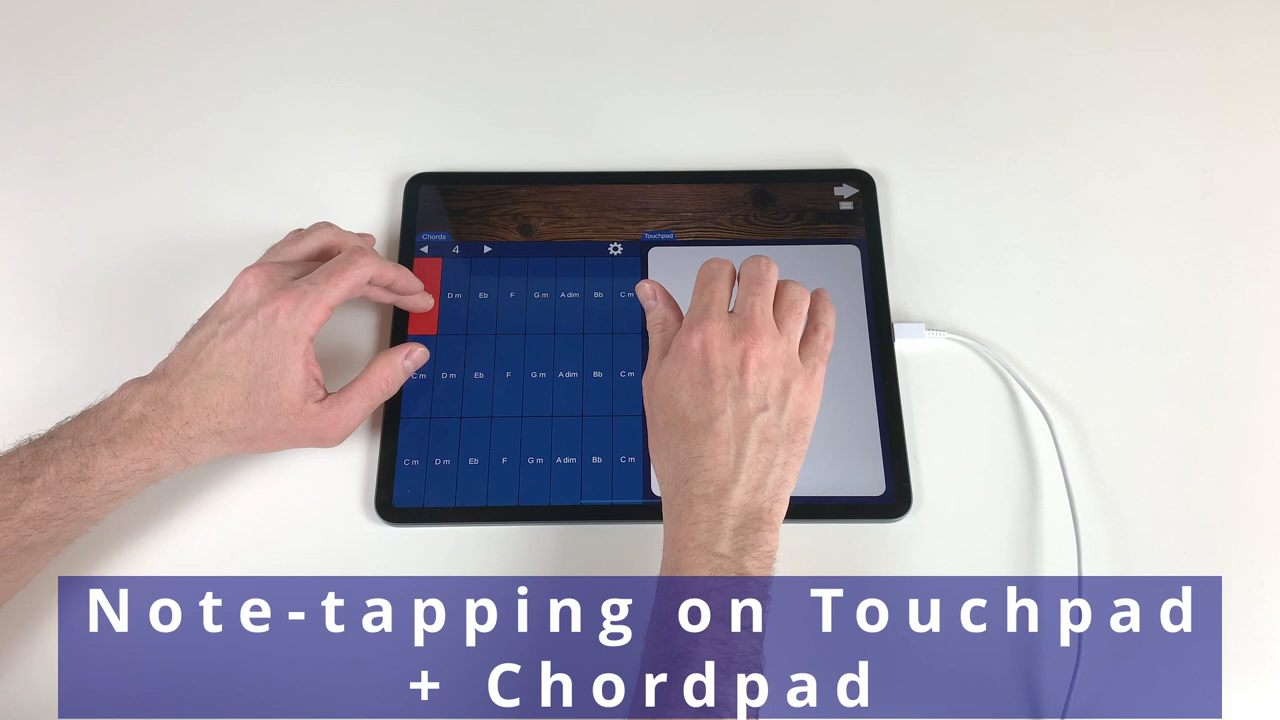 Chords
Touchpad
4
D m Eb F G m A dim Bb C m
C m D m Eb F G m A dim Bb C m
C m D m Eb F G m A dim Bb C m
Note-tapping on Touchpad
+ Chordpad